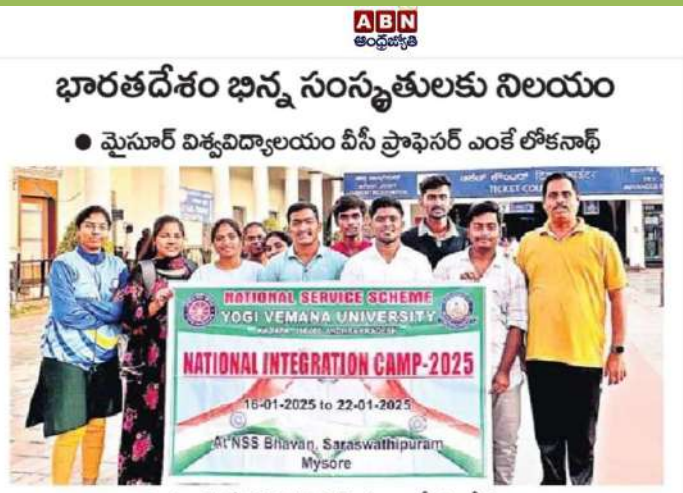 ABN
ఆంధ్రజ్యోతి
భారతదేశం భిన్న సంస్కృతులకు నిలయం
● మైసూర్ విశ్వవిద్యాలయం వీసీ ప్రొఫెసర్ ఎంకే లోకనాథ్
TICKET COU
NATIONAL SERVICE SCHEME
YOGI VEMANA UNIVERSITY
NATIONAL INTEGRATION CAMP-2025
16-01-2025 to 22-01-2025
At NSS Bhavan, Saraswathipuram
Mysore